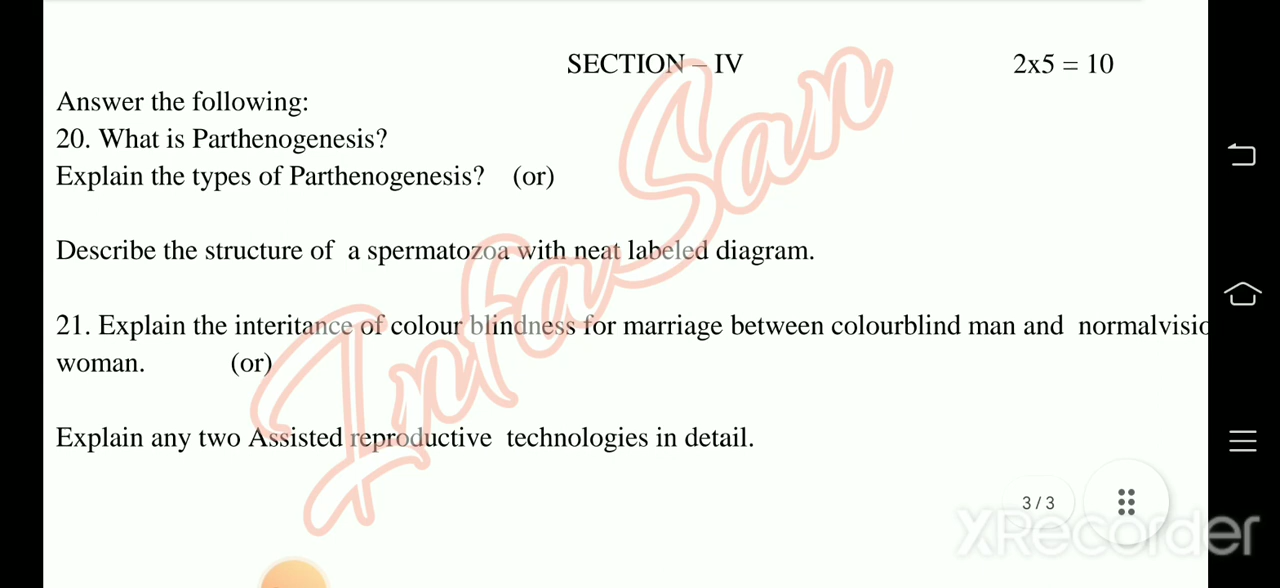 SECTION – IV 2x5 = 10
Answer the following:
20. What is Parthenogenesis?
Explain the types of Parthenogenesis? (or)
Describe the structure of a spermatozoa with neat labeled diagram.
21. Explain the interitance of colour blindness for marriage between colourblind man and normalvisio
woman. (or)
Explain any two Assisted reproductive technologies in detail.
Infa San
3 / 3
XRecorder